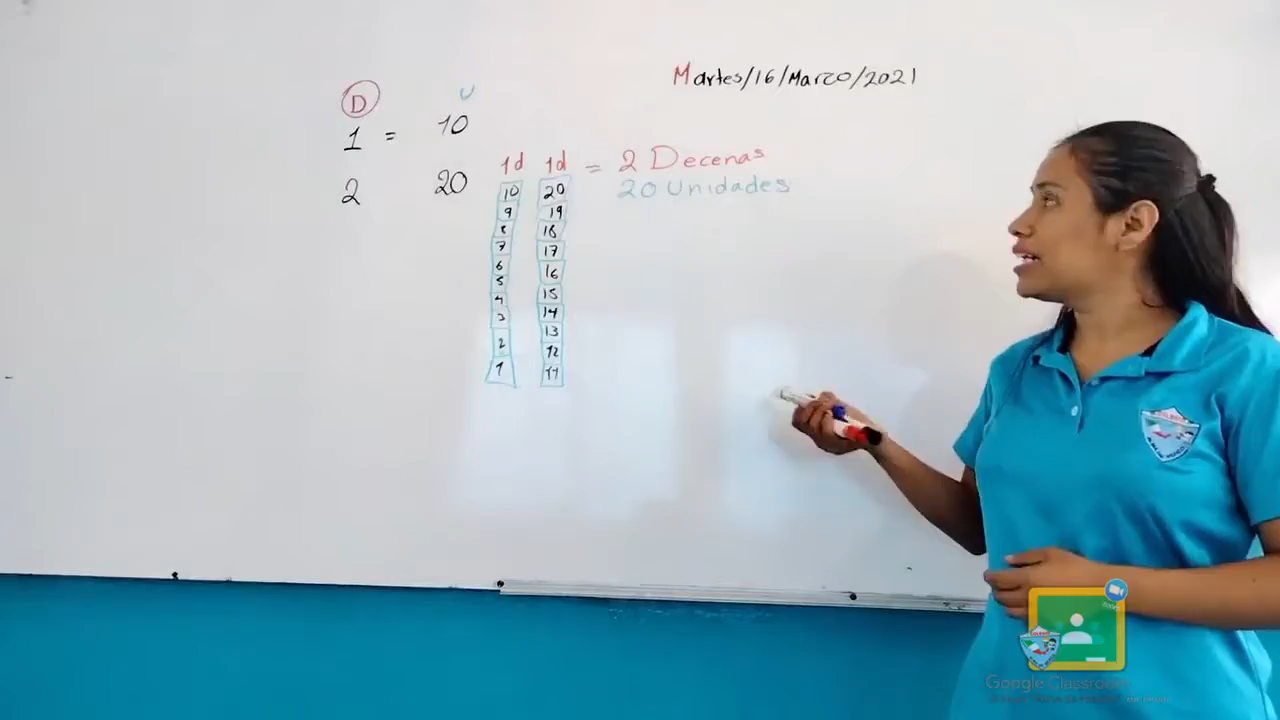 Martes/16/Marzo/2021
D U
1 = 10
2 20
1d 1d = 2 Decenas
20 Unidades
10 20
9 19
8 18
7 17
6 16
5 15
4 14
3 13
2 12
1 11
Google Classroom